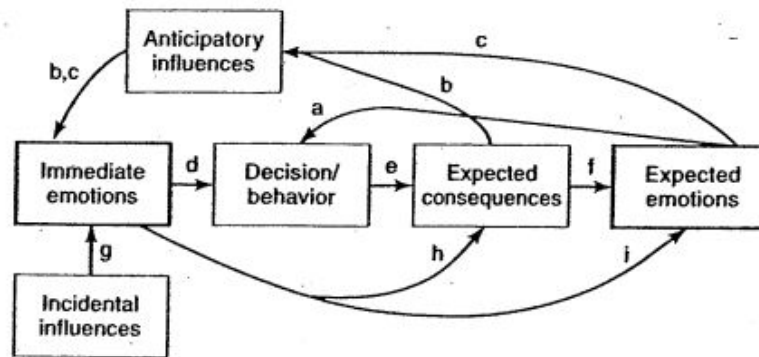 Anticipatory
influences
c
b,c
b
a
Immediate
emotions
d
Decision/
behavior
e
Expected
consequences
f
Expected
emotions
g
h
i
Incidental
influences